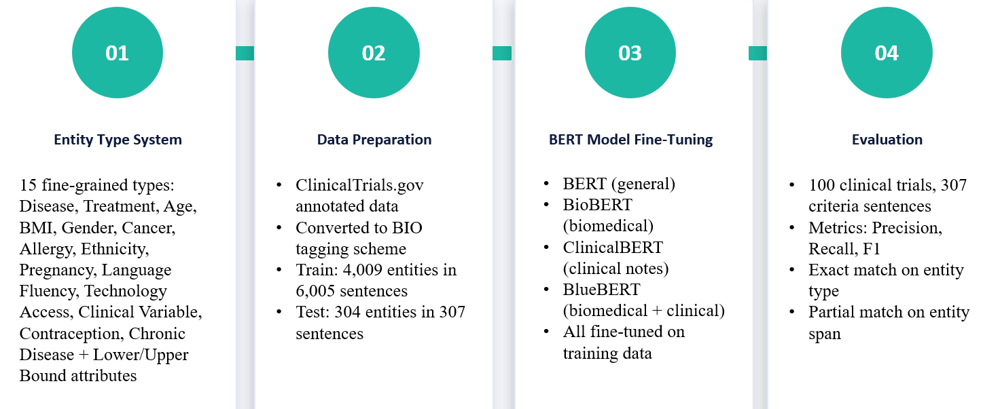 01
Entity Type System
15 fine-grained types:
Disease, Treatment, Age,
BMI, Gender, Cancer,
Allergy, Ethnicity,
Pregnancy, Language
Fluency, Technology
Access, Clinical Variable,
Contraception, Chronic
Disease + Lower/Upper
Bound attributes
02
Data Preparation
• ClinicalTrials.gov
annotated data
• Converted to BIO
tagging scheme
• Train: 4,009 entities in
6,005 sentences
• Test: 304 entities in 307
sentences
03
BERT Model Fine-Tuning
• BERT (general)
• BioBERT
(biomedical)
• ClinicalBERT
(clinical notes)
• BlueBERT
(biomedical + clinical)
• All fine-tuned on
training data
04
Evaluation
• 100 clinical trials, 307
criteria sentences
• Metrics: Precision,
Recall, F1
• Exact match on entity
type
• Partial match on entity
span